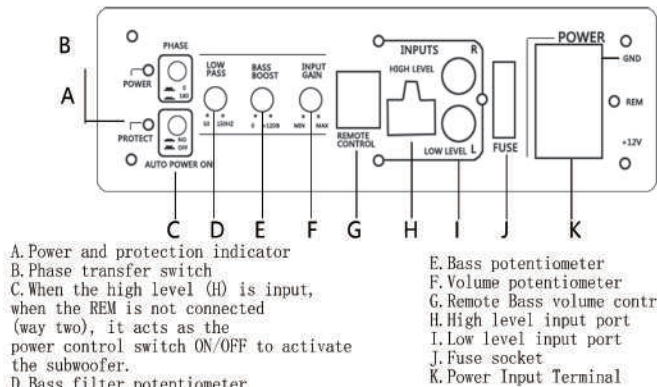 B
PHASE
POWER
0
180
LOW
PASS
BASS
BOOST
INPUT
GAIN
50 150HZ
0 +12DB
MIN MAX
A
PROTECT
NO
OFF
AUTO POWER ON
REMOTE
CONTROL
INPUTS
R
HIGH LEVEL
LOW LEVEL L
FUSE
POWER
GND
REM
+12V
C D E F G H I J K
A.Power and protection indicator
B.Phase transfer switch
C.When the high level (H) is input,
when the REM is not connected
(way two), it acts as the
power control switch ON/OFF to activate
the subwoofer.
D.Bass filter potentiometer
E.Bass potentiometer
F.Volume potentiometer
G.Remote Bass volume contr
H.High level input port
I.Low level input port
J.Fuse socket
K.Power Input Terminal